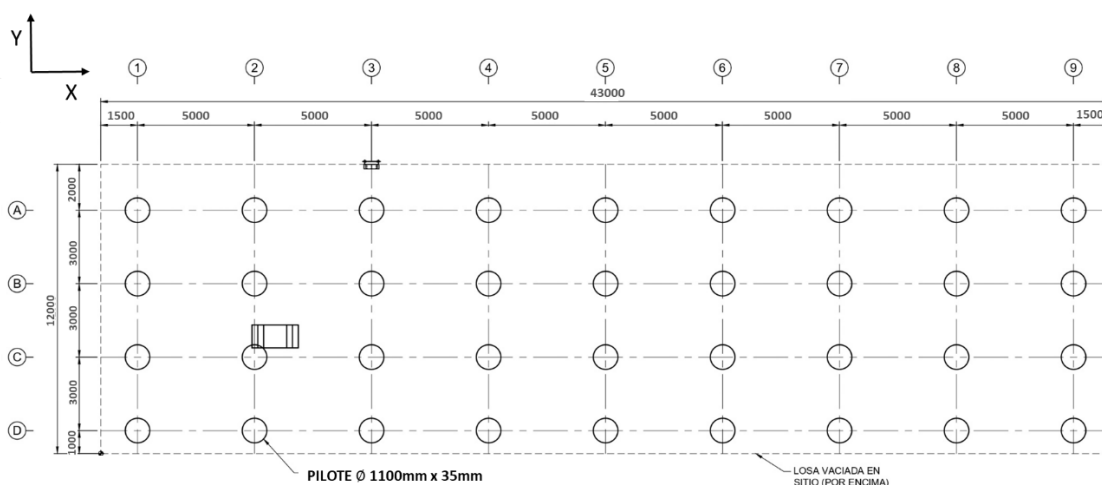 Y
X
1 2 3 4 5 6 7 8 9
43000
1500 5000 5000 5000 5000 5000 5000 5000 5000 1500
2000
A
3000
B
12000
3000
C
3000
D
1000
PILOTE Ø 1100mm x 35mm
LOSA VACIADA EN
SITIO (POR ENCIMA)